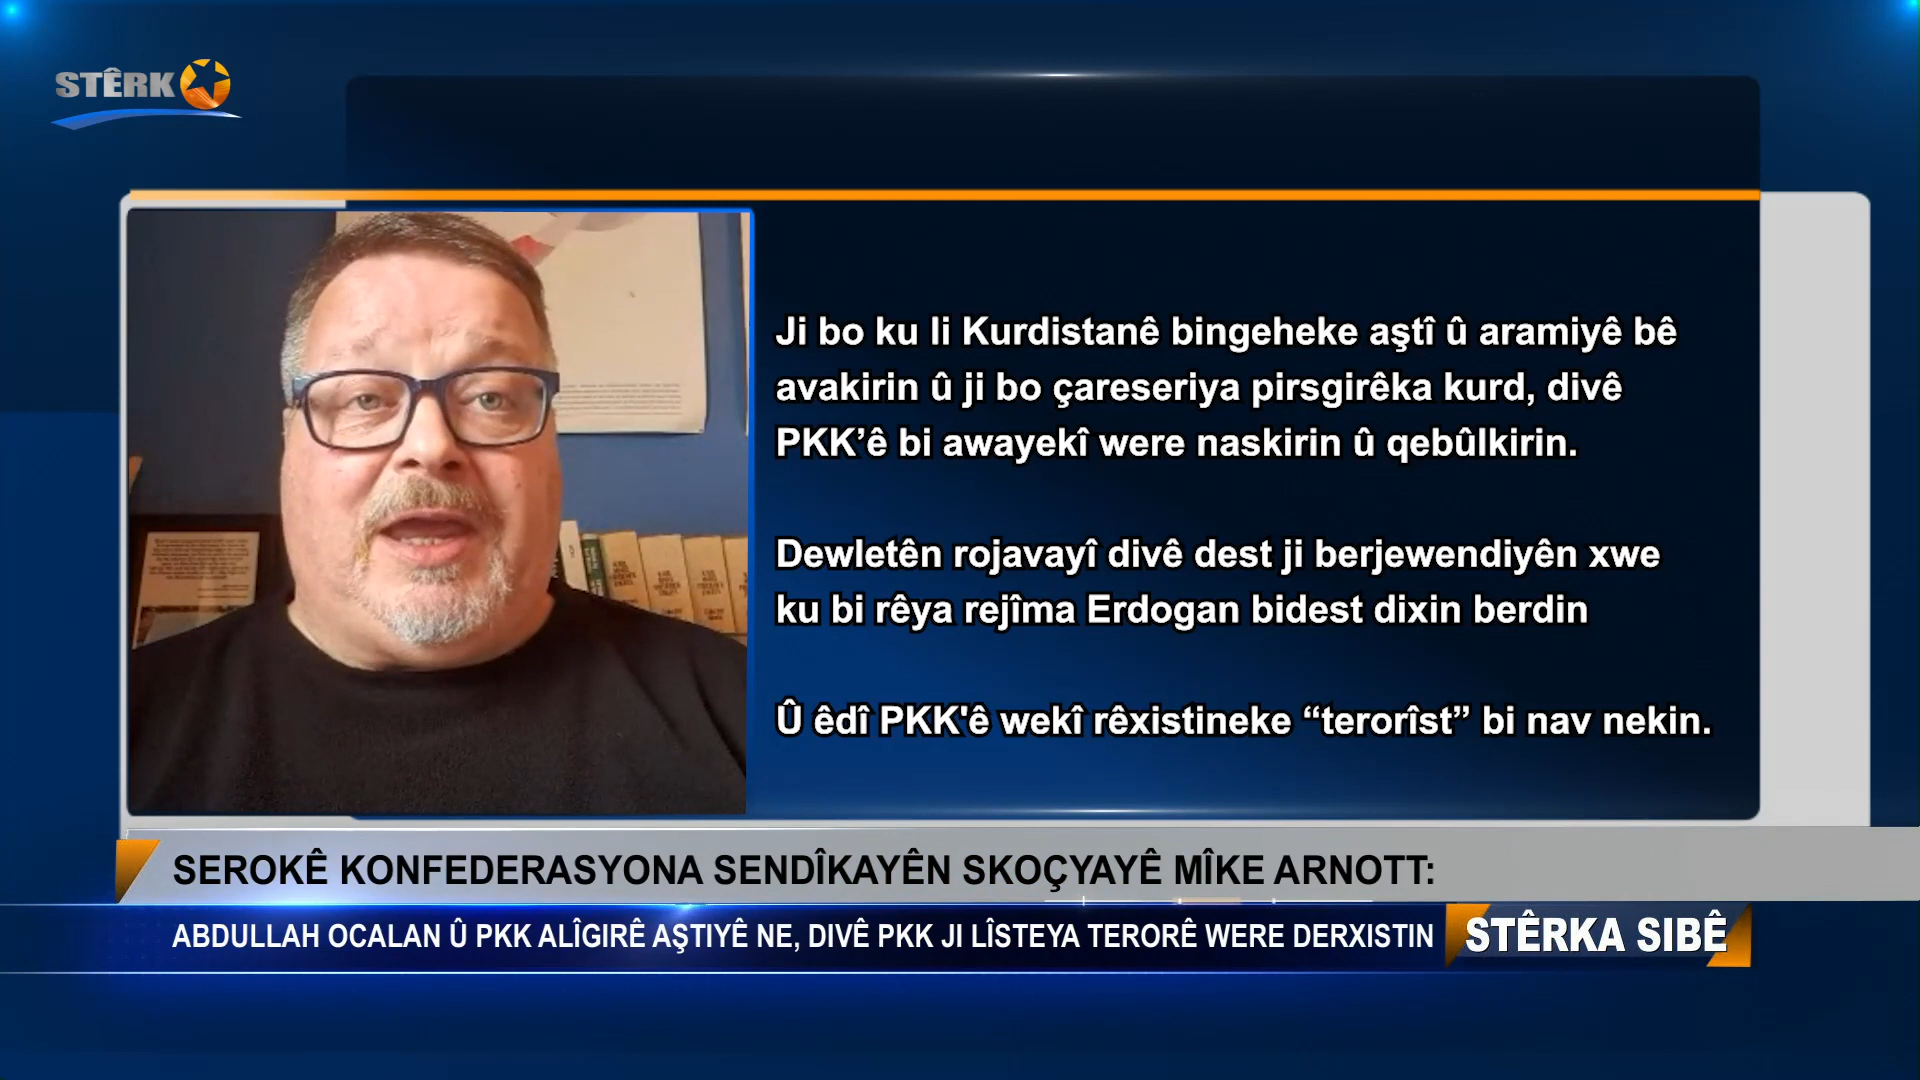 STÊRK
Ji bo ku li Kurdistanê bingeheke aştî û aramiyê bê
avakirin û ji bo çareseriya pirsgirêka kurd, divê
PKK’ê bi awayekî were naskirin û qebûlkirin.
Dewletên rojavayî divê dest ji berjewendiyên xwe
ku bi rêya rejîma Erdogan bidest dixin berdin
Û êdî PKK'ê wekî rêxistineke “terorîst” bi nav nekin.
SEROKÊ KONFEDERASYONA SENDÎKAYÊN SKOÇYAYÊ MÎKE ARNOTT:
ABDULLAH OCALAN Û PKK ALÎGIRÊ AŞTIYÊ NE, DIVÊ PKK JI LÎSTEYA TERORÊ WERE DERXISTIN
STÊRKA SIBÊ